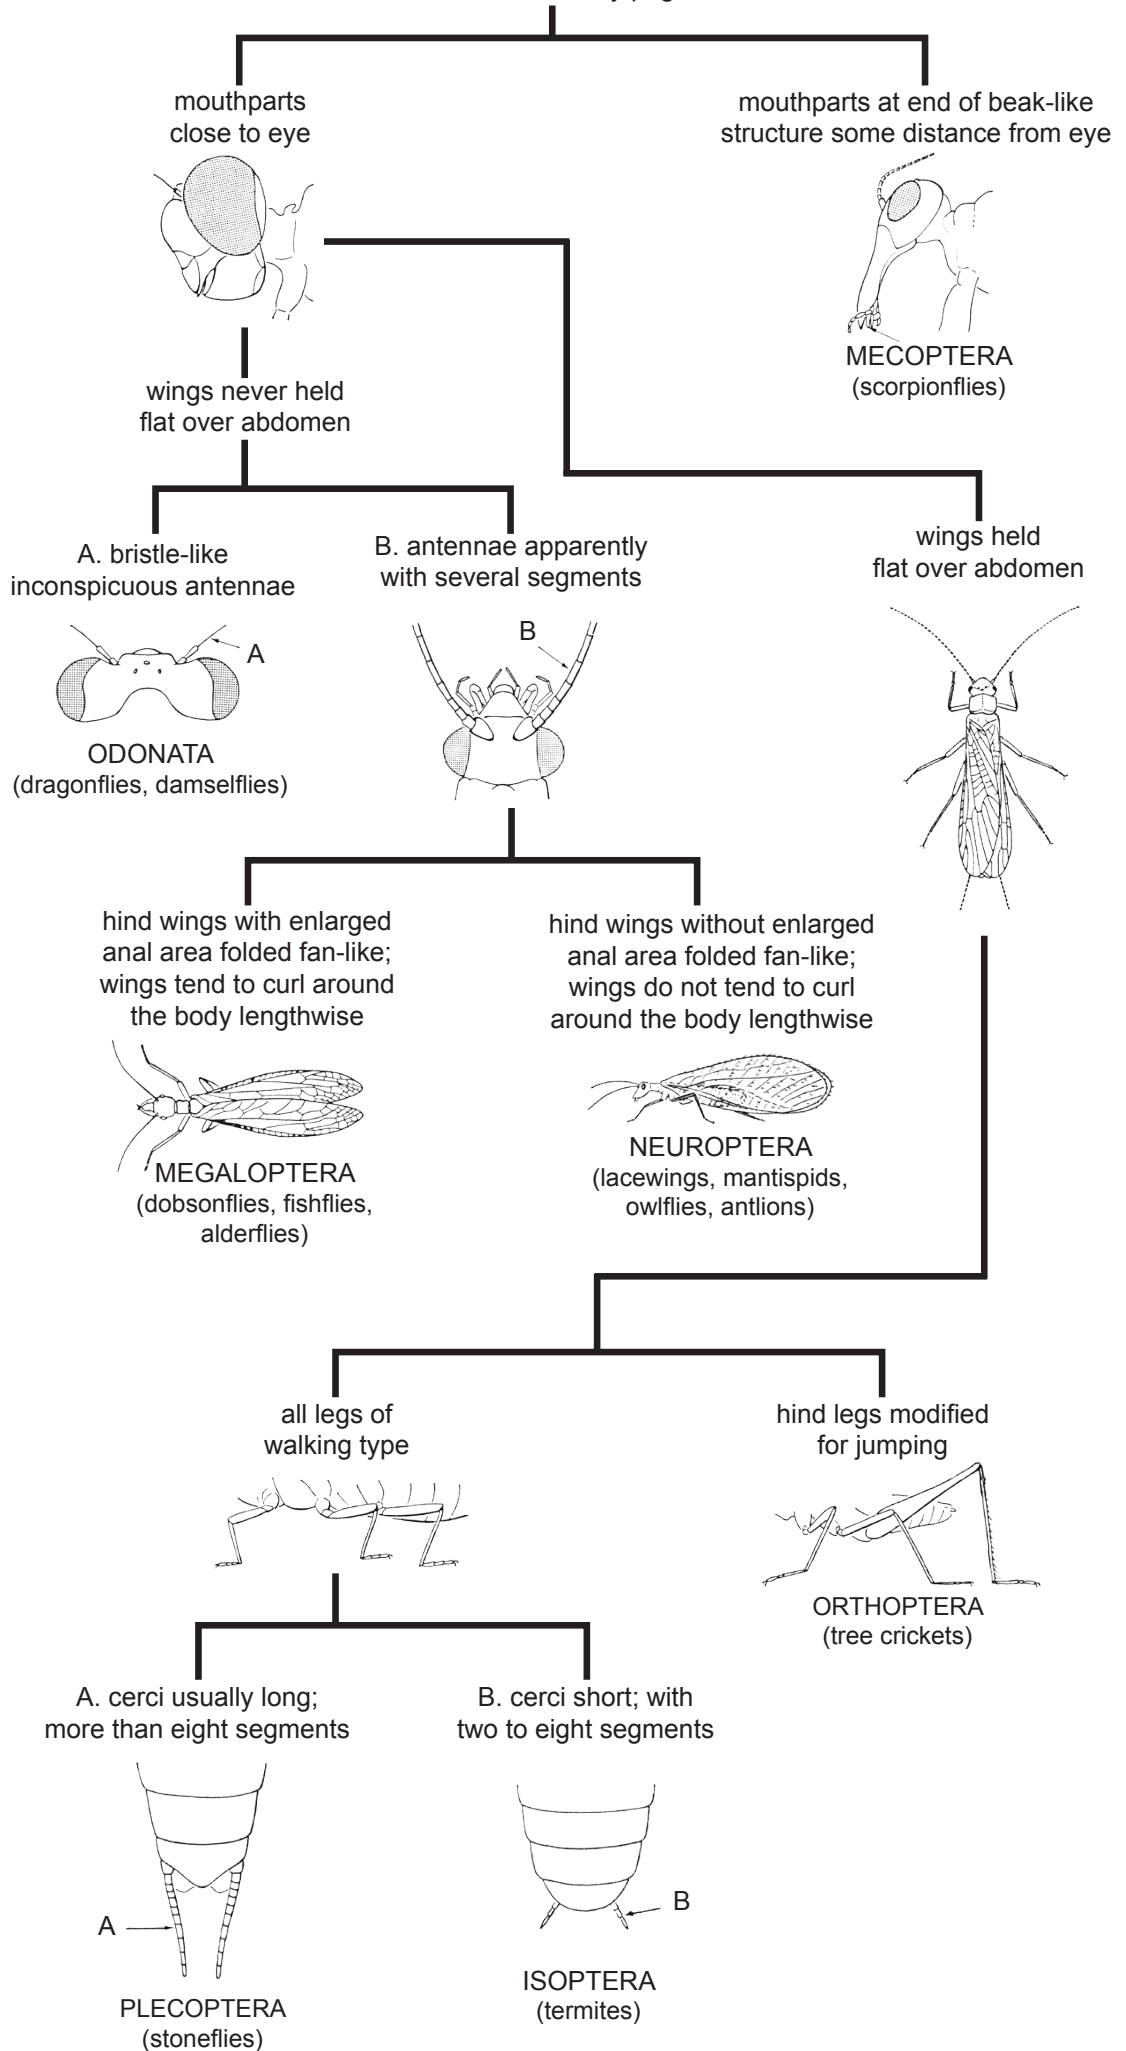 mouthparts
close to eye
mouthparts at end of beak-like
structure some distance from eye
MECOPTERA
(scorpionflies)
wings never held
flat over abdomen
A. bristle-like
inconspicuous antennae
A
ODONATA
(dragonflies, damselflies)
B. antennae apparently
with several segments
B
wings held
flat over abdomen
hind wings with enlarged
anal area folded fan-like;
wings tend to curl around
the body lengthwise
MEGALOPTERA
(dobsonflies, fishflies,
alderflies)
hind wings without enlarged
anal area folded fan-like;
wings do not tend to curl
around the body lengthwise
NEUROPTERA
(lacewings, mantispids,
owlflies, antlions)
all legs of
walking type
hind legs modified
for jumping
ORTHOPTERA
(tree crickets)
A. cerci usually long;
more than eight segments
A
PLECOPTERA
(stoneflies)
B. cerci short; with
two to eight segments
B
ISOPTERA
(termites)